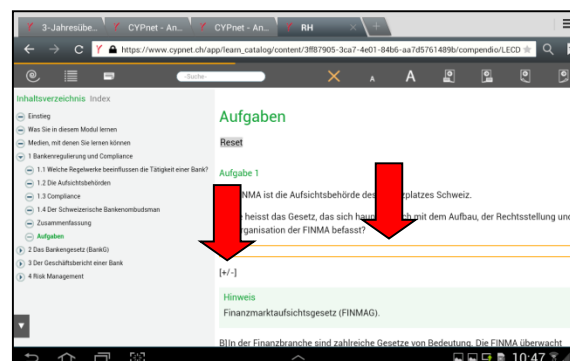 3-Jahresübe...
CYPnet - An...
CYPnet - An...
RH
https://www.cypnet.ch/app/learn_catalog/content/3ff87905-3ca7-4e01-84b6-aa7d5761489b/compendio/LECD
-Suche-
A
A
Inhaltsverzeichnis Index
Einstieg
Was Sie in diesem Modul lernen
Medien, mit denen Sie lernen können
1 Bankenregulierung und Compliance
1.1 Welche Regelwerke beeinflussen die Tätigkeit einer Bank?
1.2 Die Aufsichtsbehörden
1.3 Compliance
1.4 Der Schweizerische Bankenombudsman
Zusammenfassung
Aufgaben
2 Das Bankengesetz (BankG)
3 Der Geschäftsbericht einer Bank
4 Risk Management
Aufgaben
Reset
Aufgabe 1
NMA ist die Aufsichtsbehörde des platzes Schweiz.
heisst das Gesetz, das sich mit dem Aufbau, der Rechtsstellung und
rganisation der FINMA befasst?
[+/-]
Hinweis
Finanzmarktaufsichtsgesetz (FINMAG).
B]In der Finanzbranche sind zahlreiche Gesetze von Bedeutung. Die FINMA überwacht
10:47